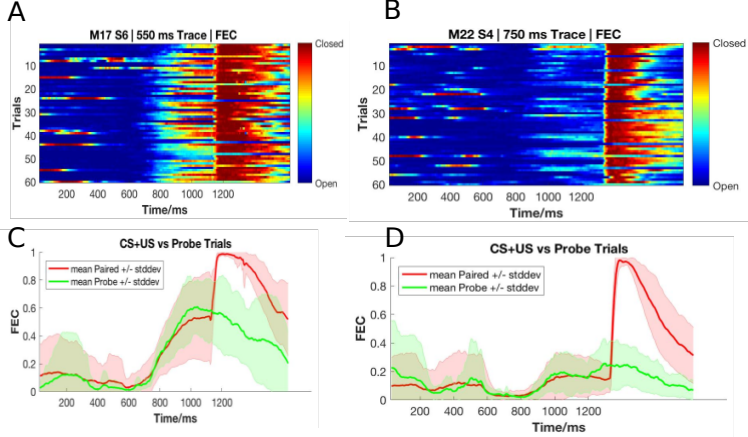 A
M17 S6 | 550 ms Trace | FEC
Trials
10
20
30
40
50
60
200 400 600 800 1000 1200
Time/ms
Closed
Open
B
M22 S4 | 750 ms Trace | FEC
Trials
10
20
30
40
50
60
200 400 600 800 1000 1200
Time/ms
Closed
Open
C
CS+US vs Probe Trials
mean Paired +/- stddev
mean Probe +/- stddev
FEC
1
0.8
0.6
0.4
0.2
0
200 400 600 800 1000 1200
Time/ms
D
CS+US vs Probe Trials
mean Paired +/- stddev
mean Probe +/- stddev
FEC
1
0.8
0.6
0.4
0.2
0
200 400 600 800 1000 1200
Time/ms